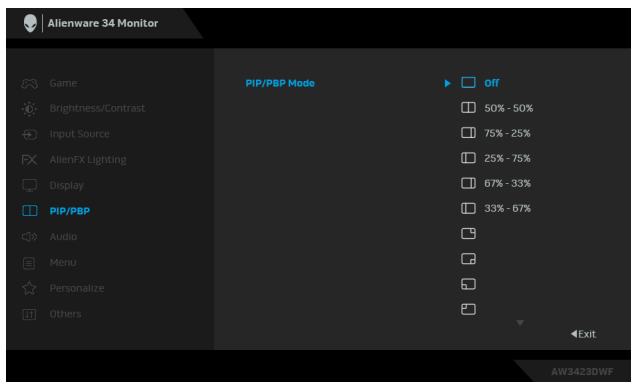 Alienware 34 Monitor
Game
PIP/PBP Mode
Off
Brightness/Contrast
50% - 50%
Input Source
75% - 25%
AlienFX Lighting
25% - 75%
Display
67% - 33%
PIP/PBP
33% - 67%
Audio
Menu
Personalize
Others
Exit
AW3423DWF